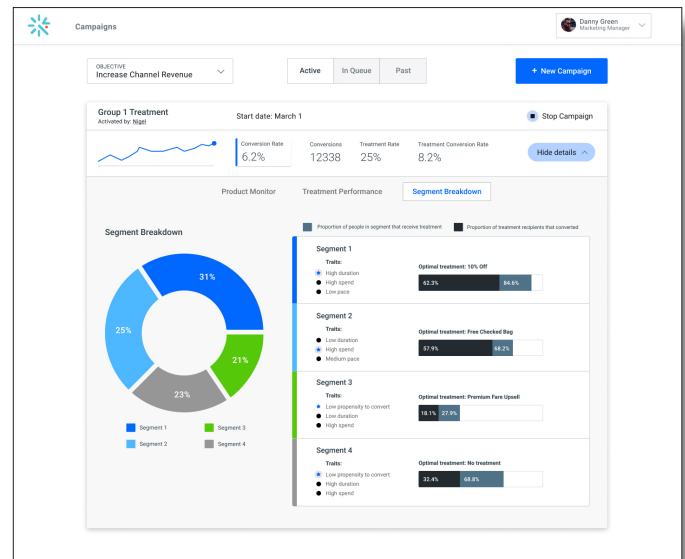 Campaigns
Danny Green
Marketing Manager
OBJECTIVE
Increase Channel Revenue
Active
In Queue
Past
+ New Campaign
Group 1 Treatment
Activated by: Nigel
Start date: March 1
Stop Campaign
Conversion Rate
6.2%
Conversions
12338
Treatment Rate
25%
Treatment Conversion Rate
8.2%
Hide details
Product Monitor
Treatment Performance
Segment Breakdown
Segment Breakdown
31%
25%
21%
23%
Segment 1
Segment 3
Segment 2
Segment 4
Proportion of people in segment that receive treatment
Proportion of treatment recipients that converted
Segment 1
Traits:
High duration
High spend
Low pace
Optimal treatment: 10% Off
62.3%
84.6%
Segment 2
Traits:
Low duration
High spend
Medium pace
Optimal treatment: Free Checked Bag
57.9%
68.2%
Segment 3
Traits:
Low propensity to convert
Low duration
High spend
Optimal treatment: Premium Fare Upsell
18.1%
27.9%
Segment 4
Traits:
Low propensity to convert
High duration
High spend
Optimal treatment: No treatment
32.4%
68.8%